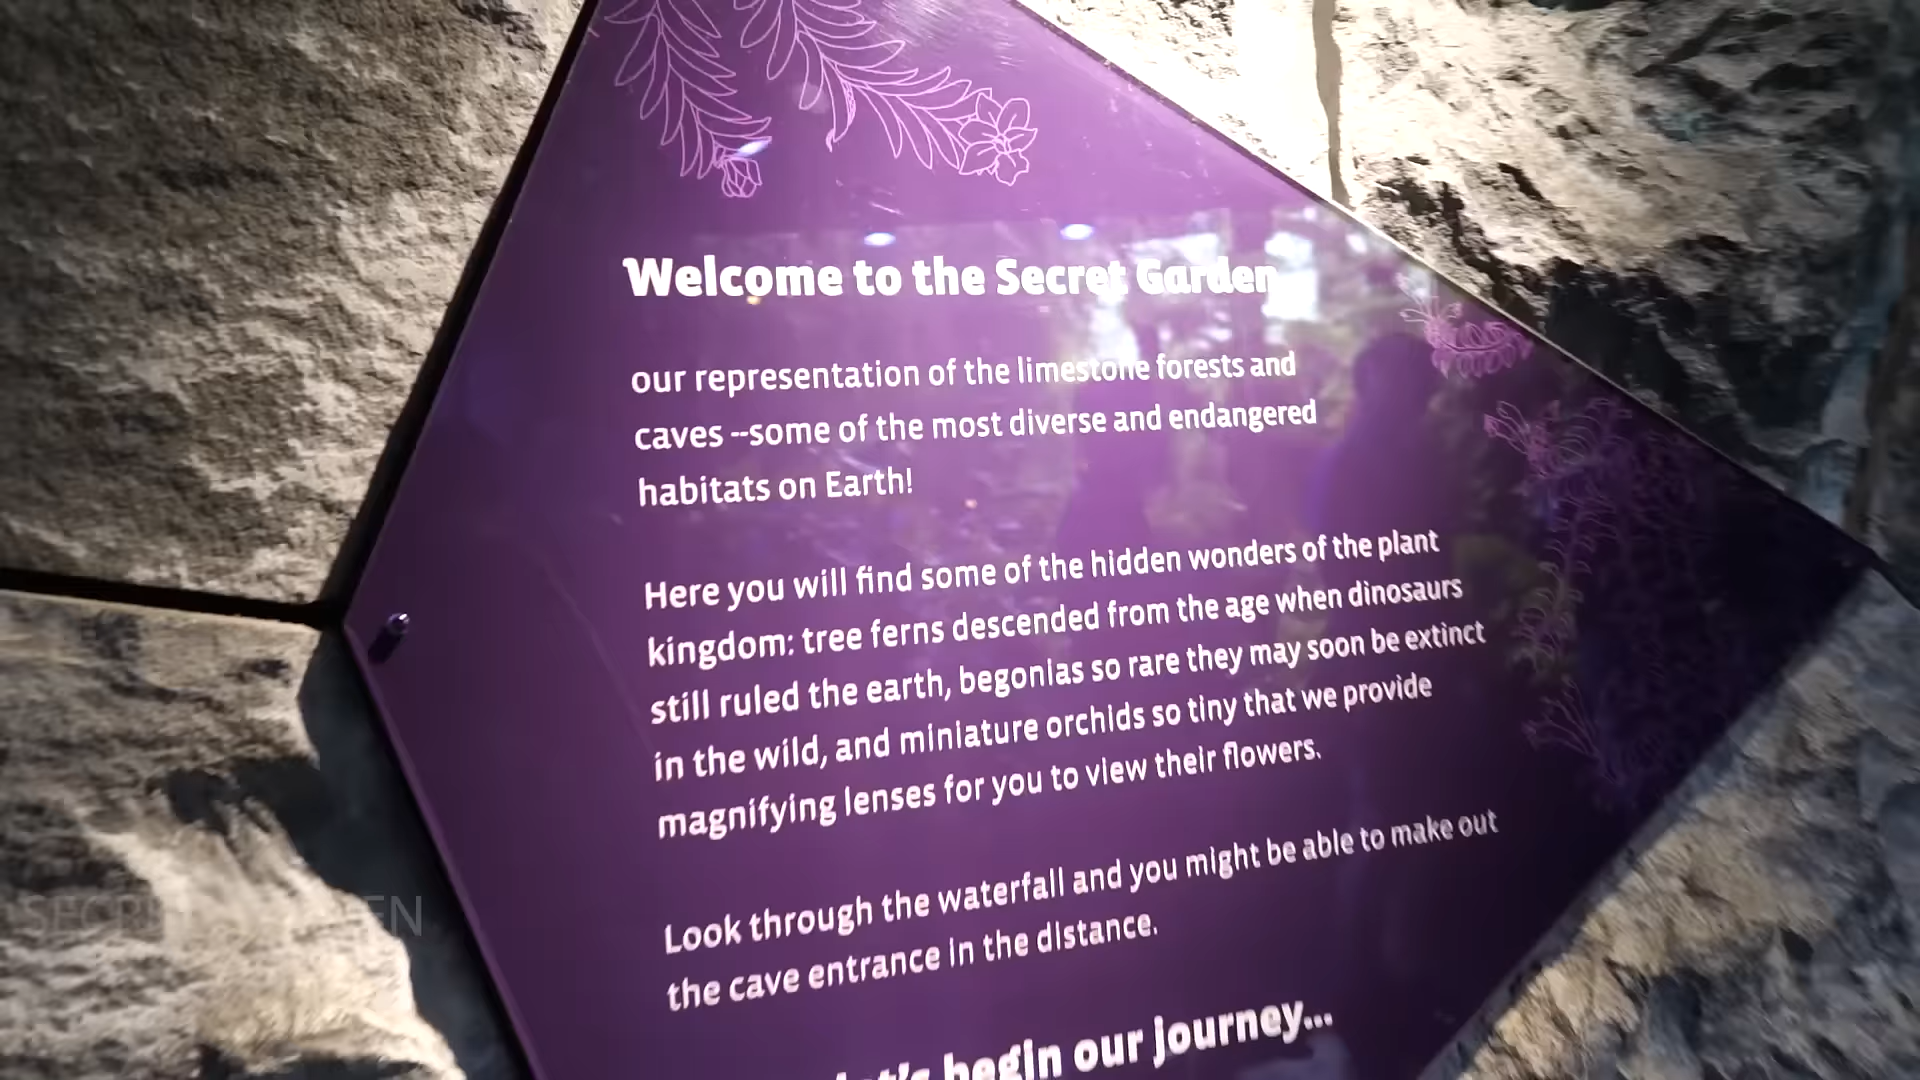 Welcome to the Secret Garden
our representation of the limestone forests and
caves --some of the most diverse and endangered
habitats on Earth!
Here you will find some of the hidden wonders of the plant
kingdom: tree ferns descended from the age when dinosaurs
still ruled the earth, begonias so rare they may soon be extinct
in the wild, and miniature orchids so tiny that we provide
magnifying lenses for you to view their flowers.
Look through the waterfall and you might be able to make out
the cave entrance in the distance.
begin our journey...